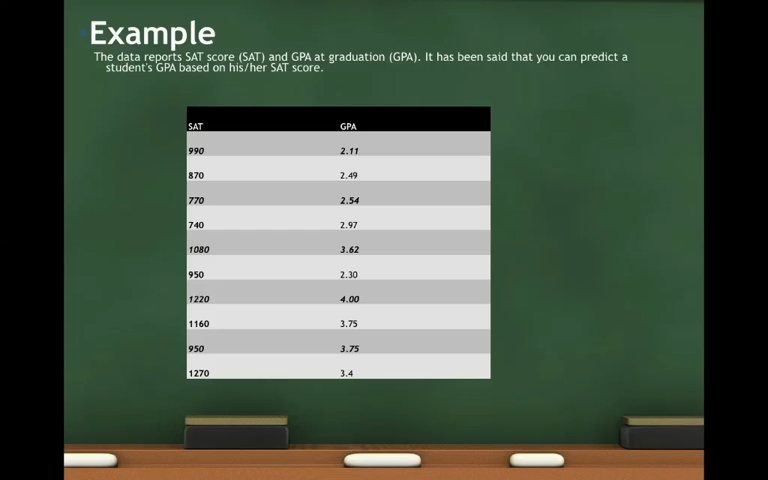 Example
The data reports SAT score (SAT) and GPA at graduation (GPA). It has been said that you can predict a
student's GPA based on his/her SAT score.
SAT GPA
990 2.11
870 2.49
770 2.54
740 2.97
1080 3.62
950 2.30
1220 4.00
1160 3.75
950 3.75
1270 3.4